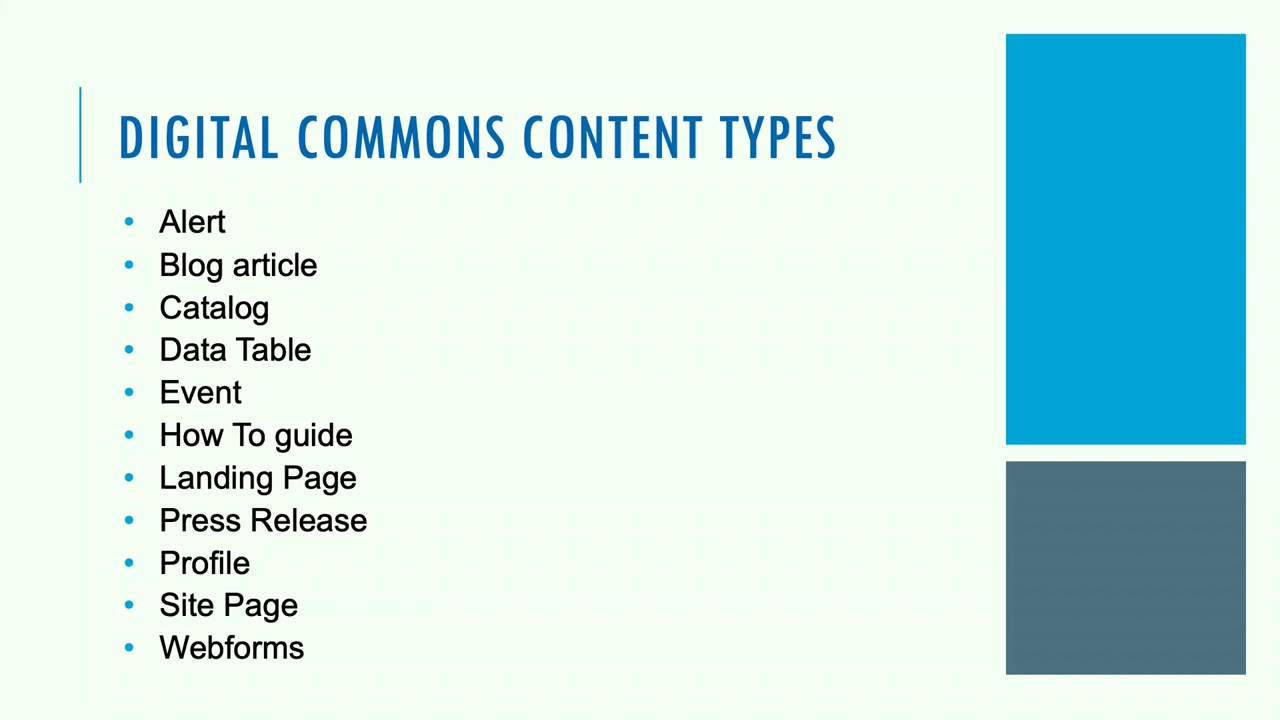 DIGITAL COMMONS CONTENT TYPES
• Alert
• Blog article
• Catalog
• Data Table
• Event
• How To guide
• Landing Page
• Press Release
• Profile
• Site Page
• Webforms